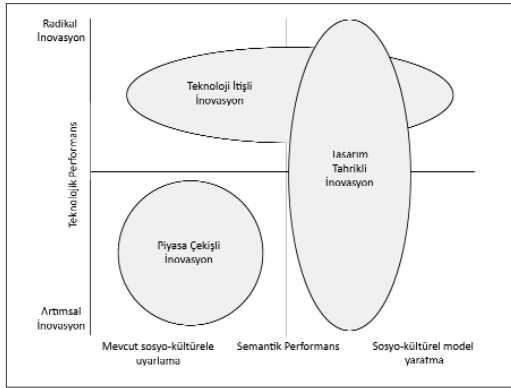 Radikal
İnovasyon
Teknoloji İtişli
İnovasyon
Tasarım
Tahrikli
İnovasyon
Teknolojik Performans
Piyasa Çekişli
İnovasyon
Artımsal
İnovasyon
Mevcut sosyo-kültürele
uyarlama
Semantik Performans
Sosyo-kültürel model
yaratma